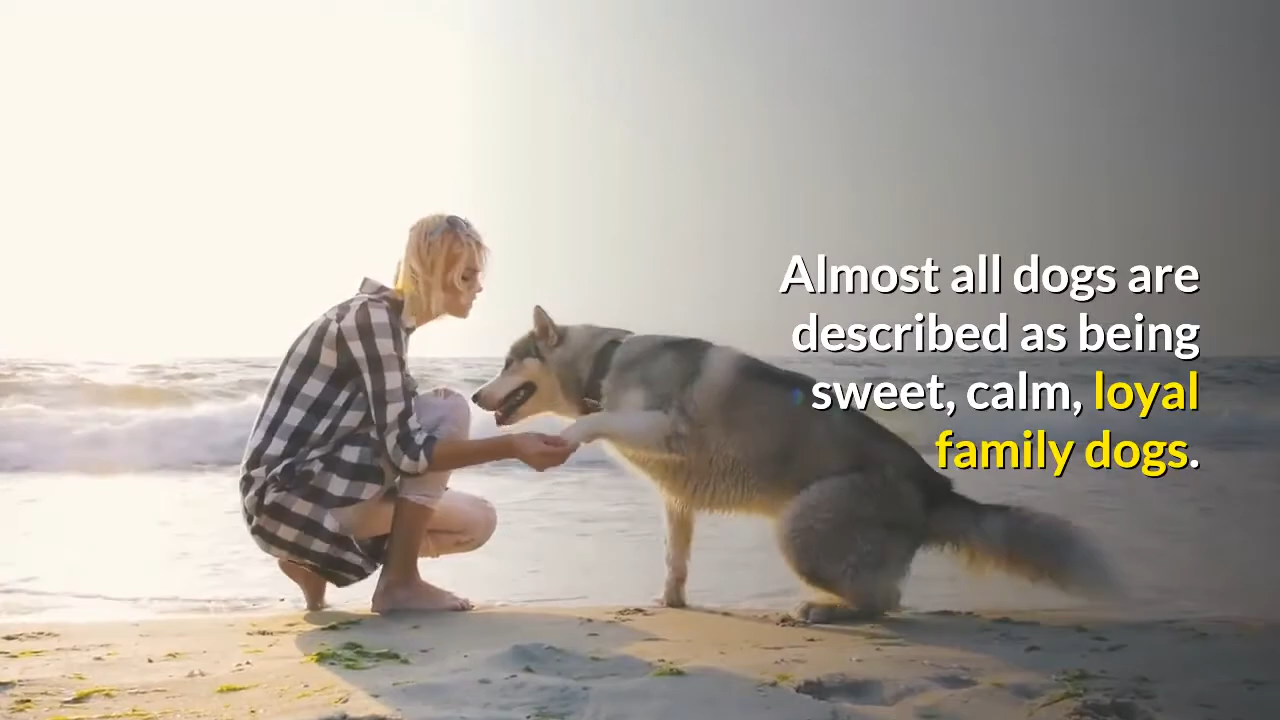 Almost all dogs are
described as being
sweet, calm, loyal
family dogs.